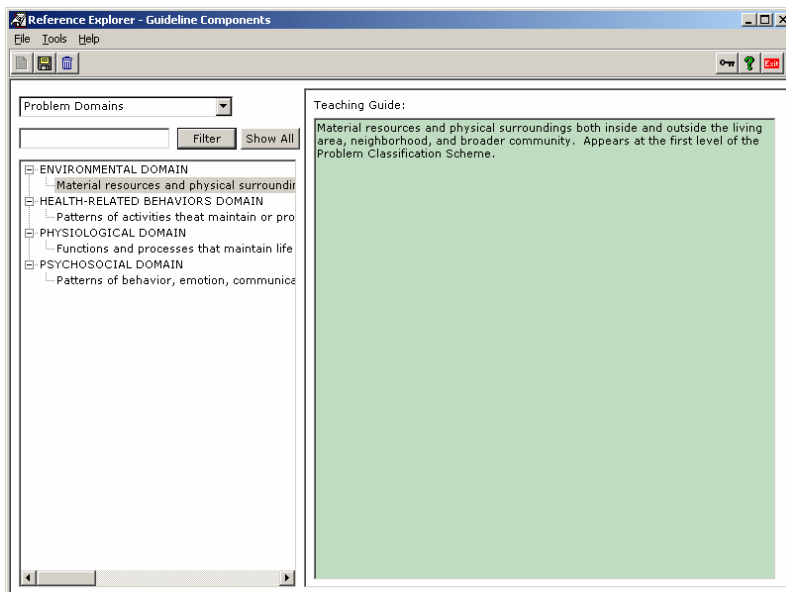 Reference Explorer - Guideline Components
File Tools Help
Exit
Problem Domains
Filter Show All
ENVIRONMENTAL DOMAIN
Material resources and physical surroundin
HEALTH-RELATED BEHAVIORS DOMAIN
Patterns of activities theat maintain or pro
PHYSIOLOGICAL DOMAIN
Functions and processes that maintain life
PSYCHOSOCIAL DOMAIN
Patterns of behavior, emotion, communica
Teaching Guide:
Material resources and physical surroundings both inside and outside the living
area, neighborhood, and broader community. Appears at the first level of the
Problem Classification Scheme.